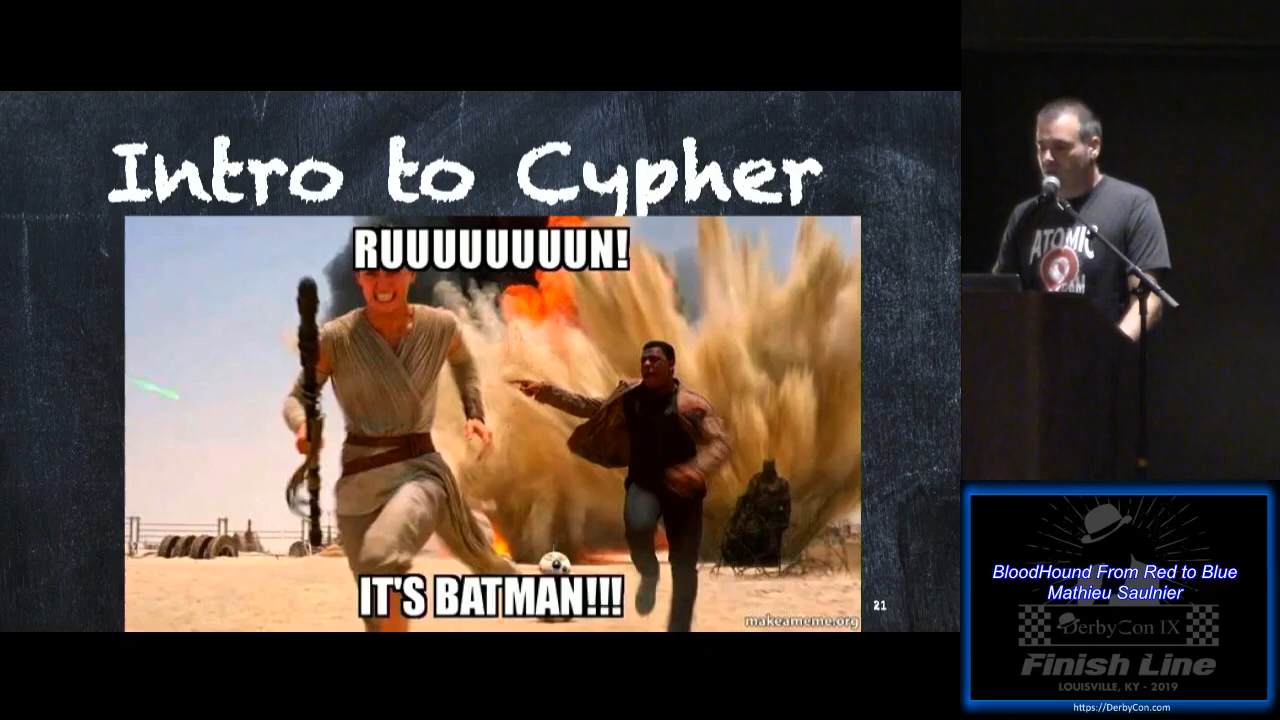 Intro to Cypher
RUUUUUUUUN!
IT'S BATMAN!!!
makeameme.org
21
ATOMIC
BloodHound From Red to Blue
Mathieu Saulnier
DerbyCon IX
Finish Line
LOUISVILLE, KY - 2019
https://DerbyCon.com